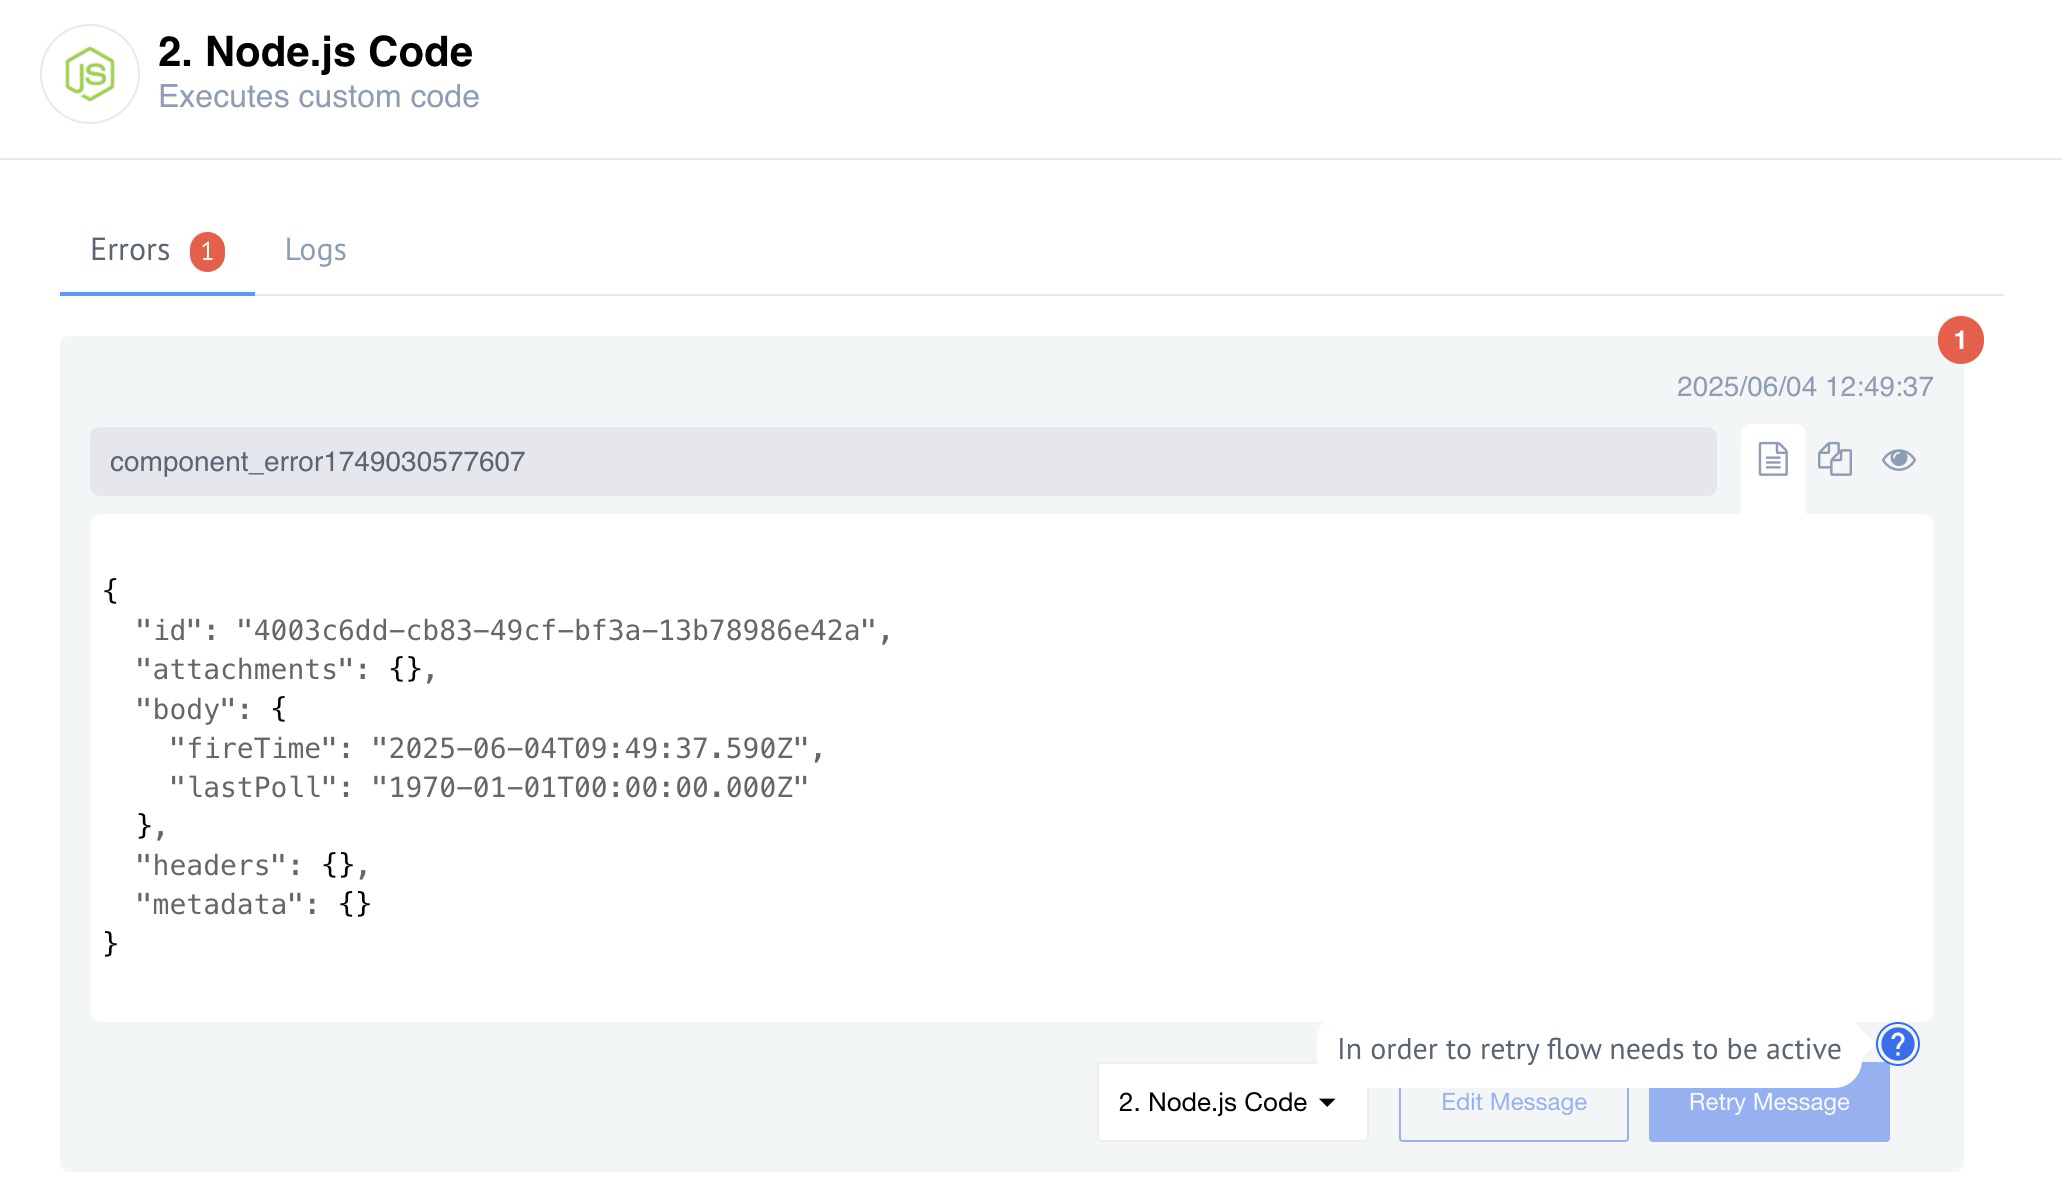 JS
2. Node.js Code
Executes custom code
Errors 1
Logs
1
2025/06/04 12:49:37
component_error1749030577607
{
  "id": "4003c6dd-cb83-49cf-bf3a-13b78986e42a",
  "attachments": {},
  "body": {
    "fireTime": "2025-06-04T09:49:37.590Z",
    "lastPoll": "1970-01-01T00:00:00.000Z"
  },
  "headers": {},
  "metadata": {}
}
In order to retry flow needs to be active ?
2. Node.js Code
Edit Message
Retry Message